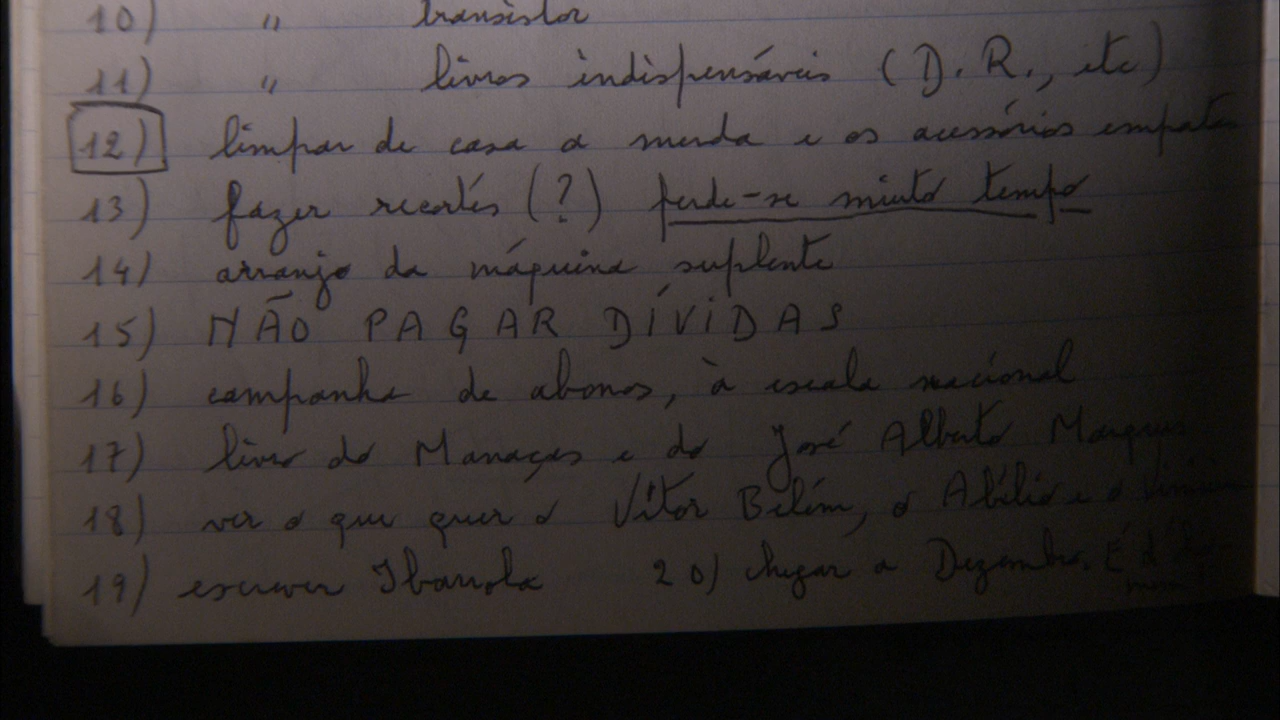 10) " transistor
11) " livros indispensáveis (D. R., etc)
12) limpar de casa a merda e os acessórios
13) fazer recortes (?) perde-se muito tempo
14) arranjo da máquina suplente
15) NÃO PAGAR DÍVIDAS
16) campanha de abonos, à escala nacional
17) livro do Manaças e do José Alberto Marques
18) ver o que quer o Vítor Belém, o Abílio e o
19) escrever Ibarrola 20) chegar a Dezembro. É